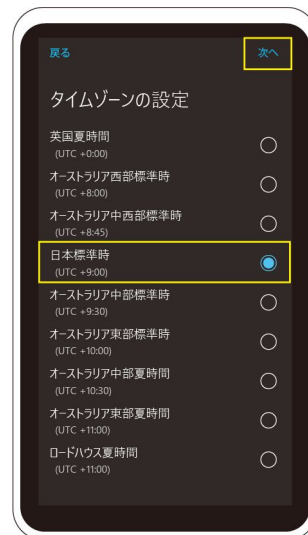 戻る
次へ
タイムゾーンの設定
英国夏時間
(UTC +0:00)
オーストラリア西部標準時
(UTC +8:00)
オーストラリア中西部標準時
(UTC +8:45)
日本標準時
(UTC +9:00)
オーストラリア中部標準時
(UTC +9:30)
オーストラリア東部標準時
(UTC +10:00)
オーストラリア中部夏時間
(UTC +10:30)
オーストラリア東部夏時間
(UTC +11:00)
ロードハウス夏時間
(UTC +11:00)